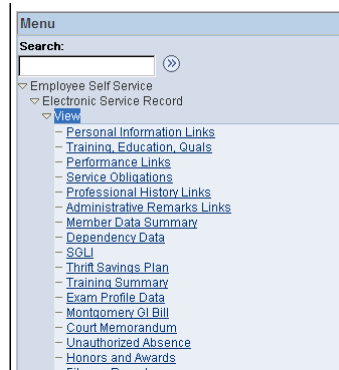 Menu
Search:
Employee Self Service
Electronic Service Record
View
– Personal Information Links
– Training, Education, Quals
– Performance Links
– Service Obligations
– Professional History Links
– Administrative Remarks Links
– Member Data Summary
– Dependency Data
– SGLI
– Thrift Savings Plan
– Training Summary
– Exam Profile Data
– Montgomery GI Bill
– Court Memorandum
– Unauthorized Absence
– Honors and Awards